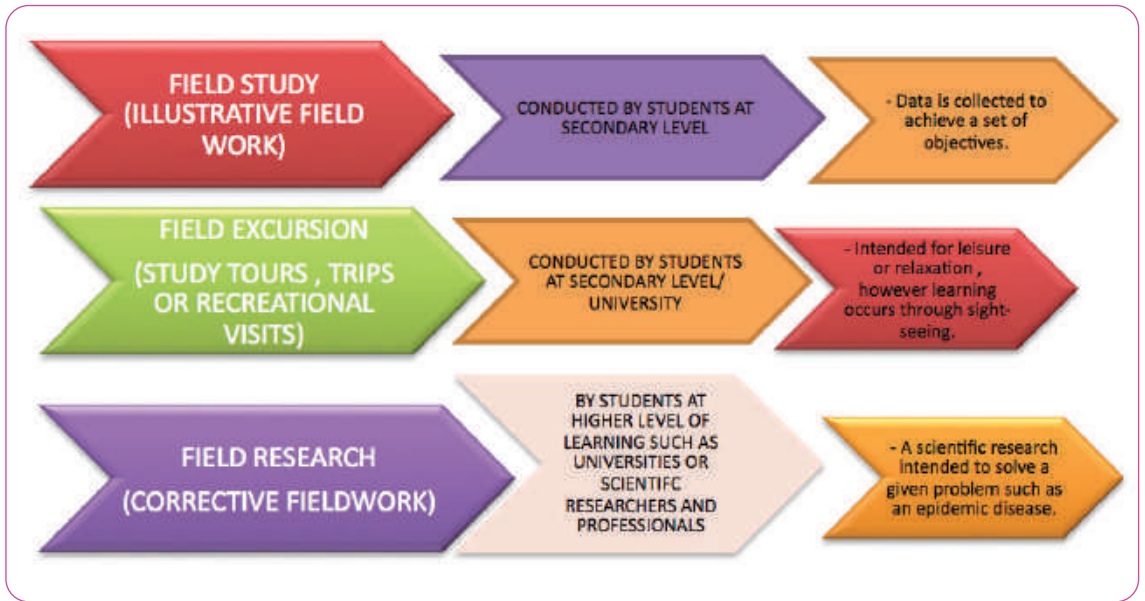 FIELD STUDY
(ILLUSTRATIVE FIELD
WORK)
CONDUCTED BY STUDENTS AT
SECONDARY LEVEL
- Data is collected to
achieve a set of
objectives.
FIELD EXCURSION
(STUDY TOURS , TRIPS
OR RECREATIONAL
VISITS)
CONDUCTED BY STUDENTS
AT SECONDARY LEVEL/
UNIVERSITY
- Intended for leisure
or relaxation ,
however learning
occurs through sight-
seeing.
FIELD RESEARCH
(CORRECTIVE FIELDWORK)
BY STUDENTS AT
HIGHER LEVEL OF
LEARNING SUCH AS
UNIVERSITIES OR
SCIENTIFC
RESEARCHERS AND
PROFESSIONALS
- A scientific research
intended to solve a
given problem such as
an epidemic disease.